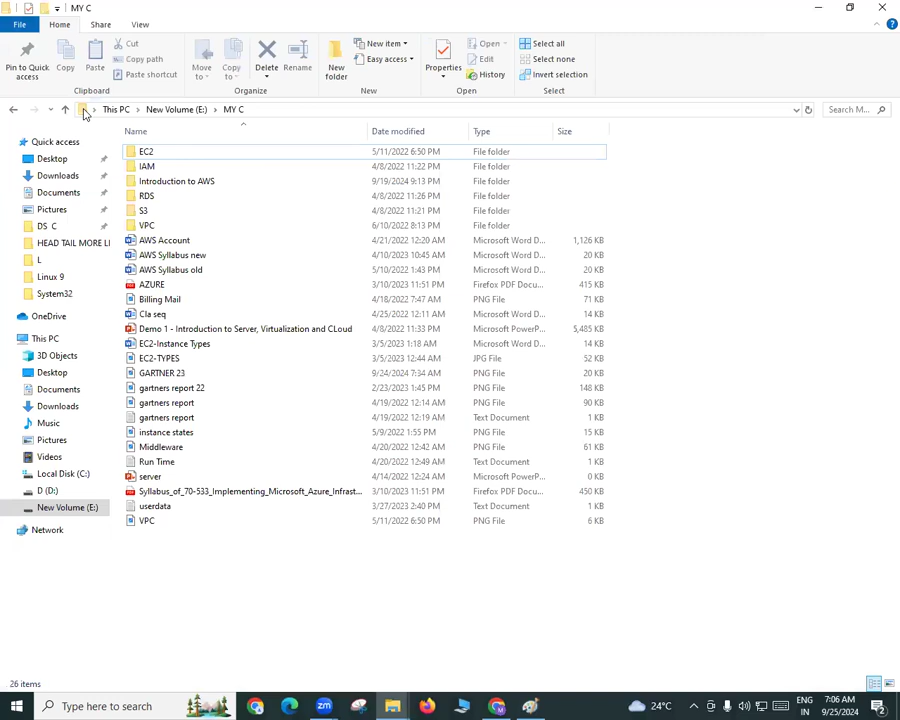 MY C
File Home Share View
Pin to Quick access
Copy
Paste
Cut
Copy path
Paste shortcut
Clipboard
Move to
Copy to
Delete
Rename
Organize
New folder
New item
Easy access
New
Properties
Open
Edit
History
Open
Select all
Select none
Invert selection
Select
This PC New Volume (E:) MY C
Search M...
Name Date modified Type Size
Quick access
Desktop
Downloads
Documents
Pictures
DS C
HEAD TAIL MORE LI
L
Linux 9
System32
OneDrive
This PC
3D Objects
Desktop
Documents
Downloads
Music
Pictures
Videos
Local Disk (C:)
D (D:)
New Volume (E:)
Network
EC2 5/11/2022 6:50 PM File folder
IAM 4/8/2022 11:22 PM File folder
Introduction to AWS 9/19/2024 9:13 PM File folder
RDS 4/8/2022 11:26 PM File folder
S3 4/8/2022 11:21 PM File folder
VPC 6/10/2022 8:13 PM File folder
AWS Account 4/21/2022 12:20 AM Microsoft Word D... 1,126 KB
AWS Syllabus new 4/10/2023 10:45 AM Microsoft Word D... 20 KB
AWS Syllabus old 5/10/2022 1:43 PM Microsoft Word D... 20 KB
AZURE 3/10/2023 11:51 PM Firefox PDF Docu... 415 KB
Billing Mail 4/18/2022 7:47 AM PNG File 71 KB
Cla seq 4/25/2022 12:11 AM Microsoft Word D... 14 KB
Demo 1 - Introduction to Server, Virtualization and CLoud 4/8/2022 11:33 PM Microsoft PowerP... 5,485 KB
EC2-Instance Types 3/5/2023 1:18 AM Microsoft Word D... 14 KB
EC2-TYPES 3/5/2023 12:44 AM JPG File 52 KB
GARTNER 23 9/24/2024 7:34 AM PNG File 20 KB
gartners report 22 2/23/2023 1:45 PM PNG File 148 KB
gartners report 4/19/2022 12:14 AM PNG File 90 KB
gartners report 4/19/2022 12:19 AM Text Document 1 KB
instance states 5/9/2022 1:55 PM PNG File 15 KB
Middleware 4/20/2022 12:42 AM PNG File 61 KB
Run Time 4/20/2022 12:49 AM Text Document 1 KB
server 4/14/2022 12:24 AM Microsoft PowerP... 0 KB
Syllabus_of_70-533_Implementing_Microsoft_Azure_Infrast... 3/10/2023 11:51 PM Firefox PDF Docu... 450 KB
userdata 3/27/2023 2:40 PM Text Document 1 KB
VPC 5/11/2022 6:50 PM PNG File 6 KB
26 items
Type here to search
zm
24°C
ENG
IN
7:06 AM
9/25/2024
2